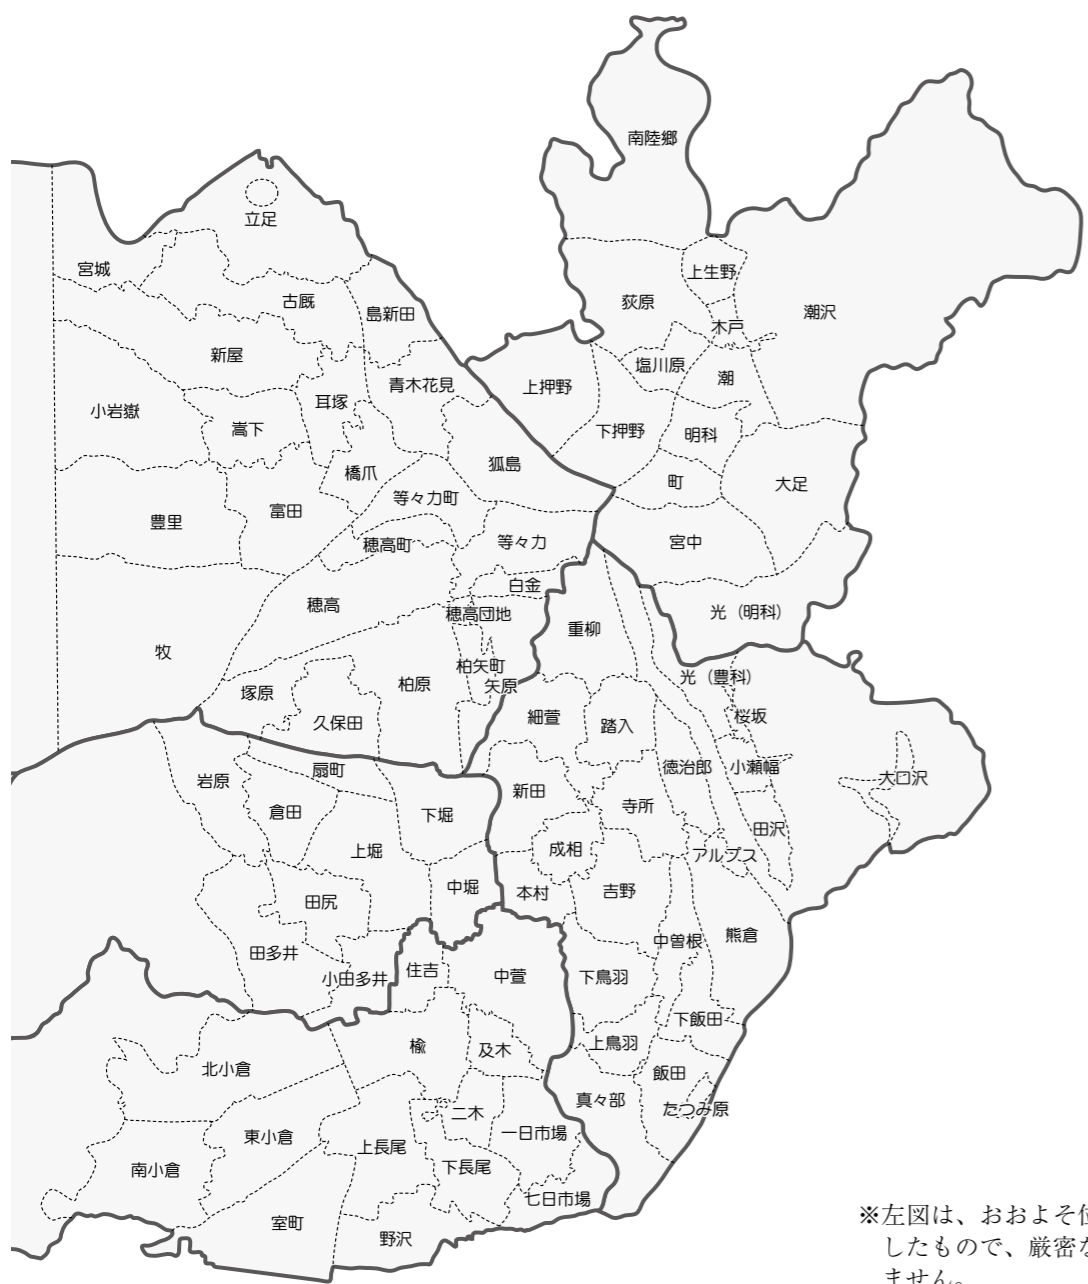 南陸郷
立足
宮城
上生野
古厩
荻原
島新田
潮沢
木戸
新屋
塩川原
潮
青木花見
上押野
耳塚
小岩嶽
嵩下
下押野
明科
狐島
橋爪
町
大足
等々力町
富田
豊里
穂高町
等々力
宮中
白金
穂高
穂高団地
光（明科）
重柳
牧
柏矢町
光（豊科）
柏原
矢原
塚原
久保田
細萱
踏入
桜坂
扇町
徳治郎
小瀬幅
大口沢
岩原
新田
倉田
寺所
下堀
田沢
上堀
成相
アルプス
中堀
本村
吉野
田尻
熊倉
中曽根
田多井
住吉
中萱
下鳥羽
小田多井
下飯田
上鳥羽
楡
及木
北小倉
飯田
真々部
たつみ原
二木
東小倉
一日市場
上長尾
下長尾
南小倉
七日市場
室町
野沢
※左図は、おおよそ
したもので、厳密な
ません。